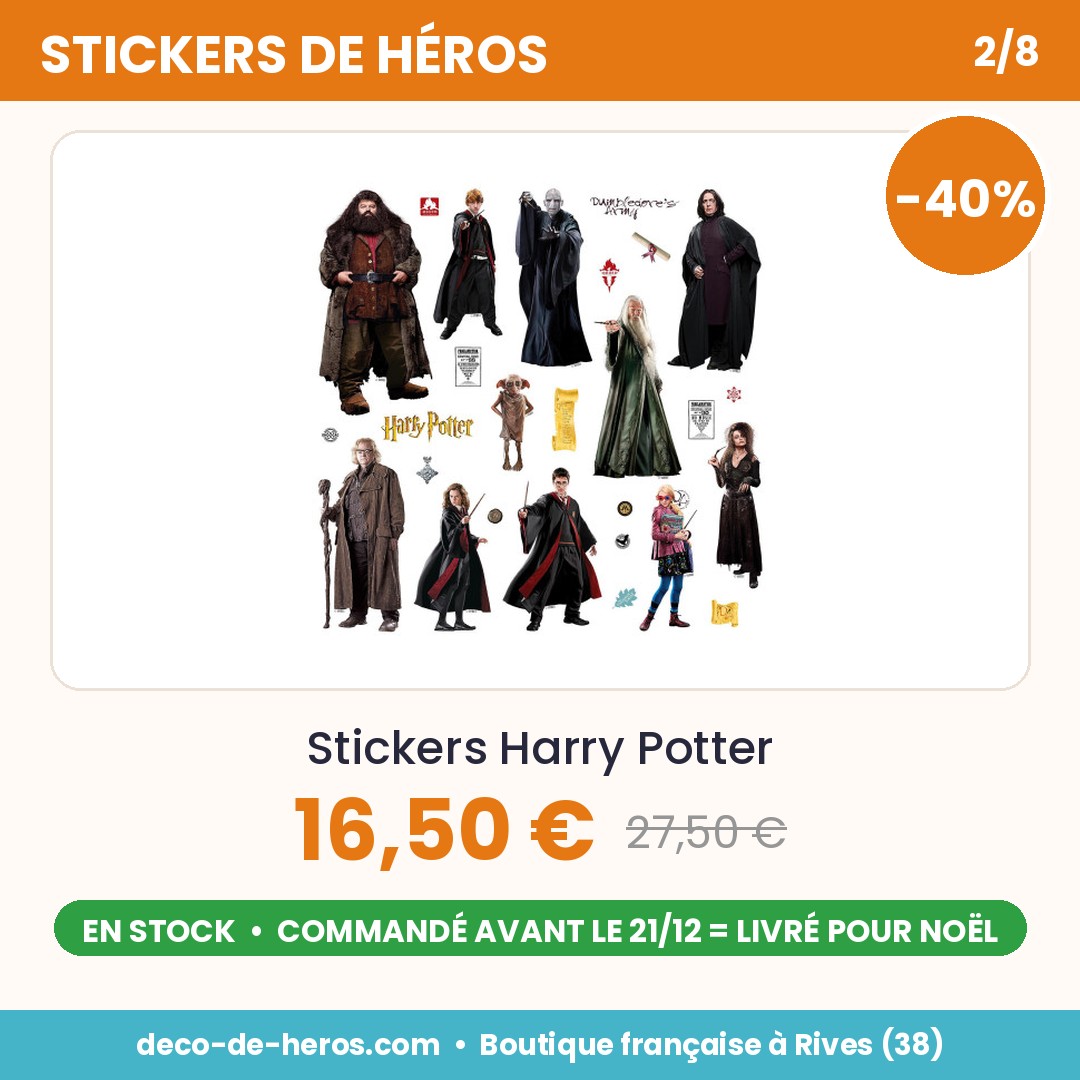 STICKERS DE HÉROS
2/8
-40%
Dumbledore's
Army
Harry Potter
Stickers Harry Potter
16,50 € 27,50 €
EN STOCK • COMMANDÉ AVANT LE 21/12 = LIVRÉ POUR NOËL
deco-de-heros.com • Boutique française à Rives (38)